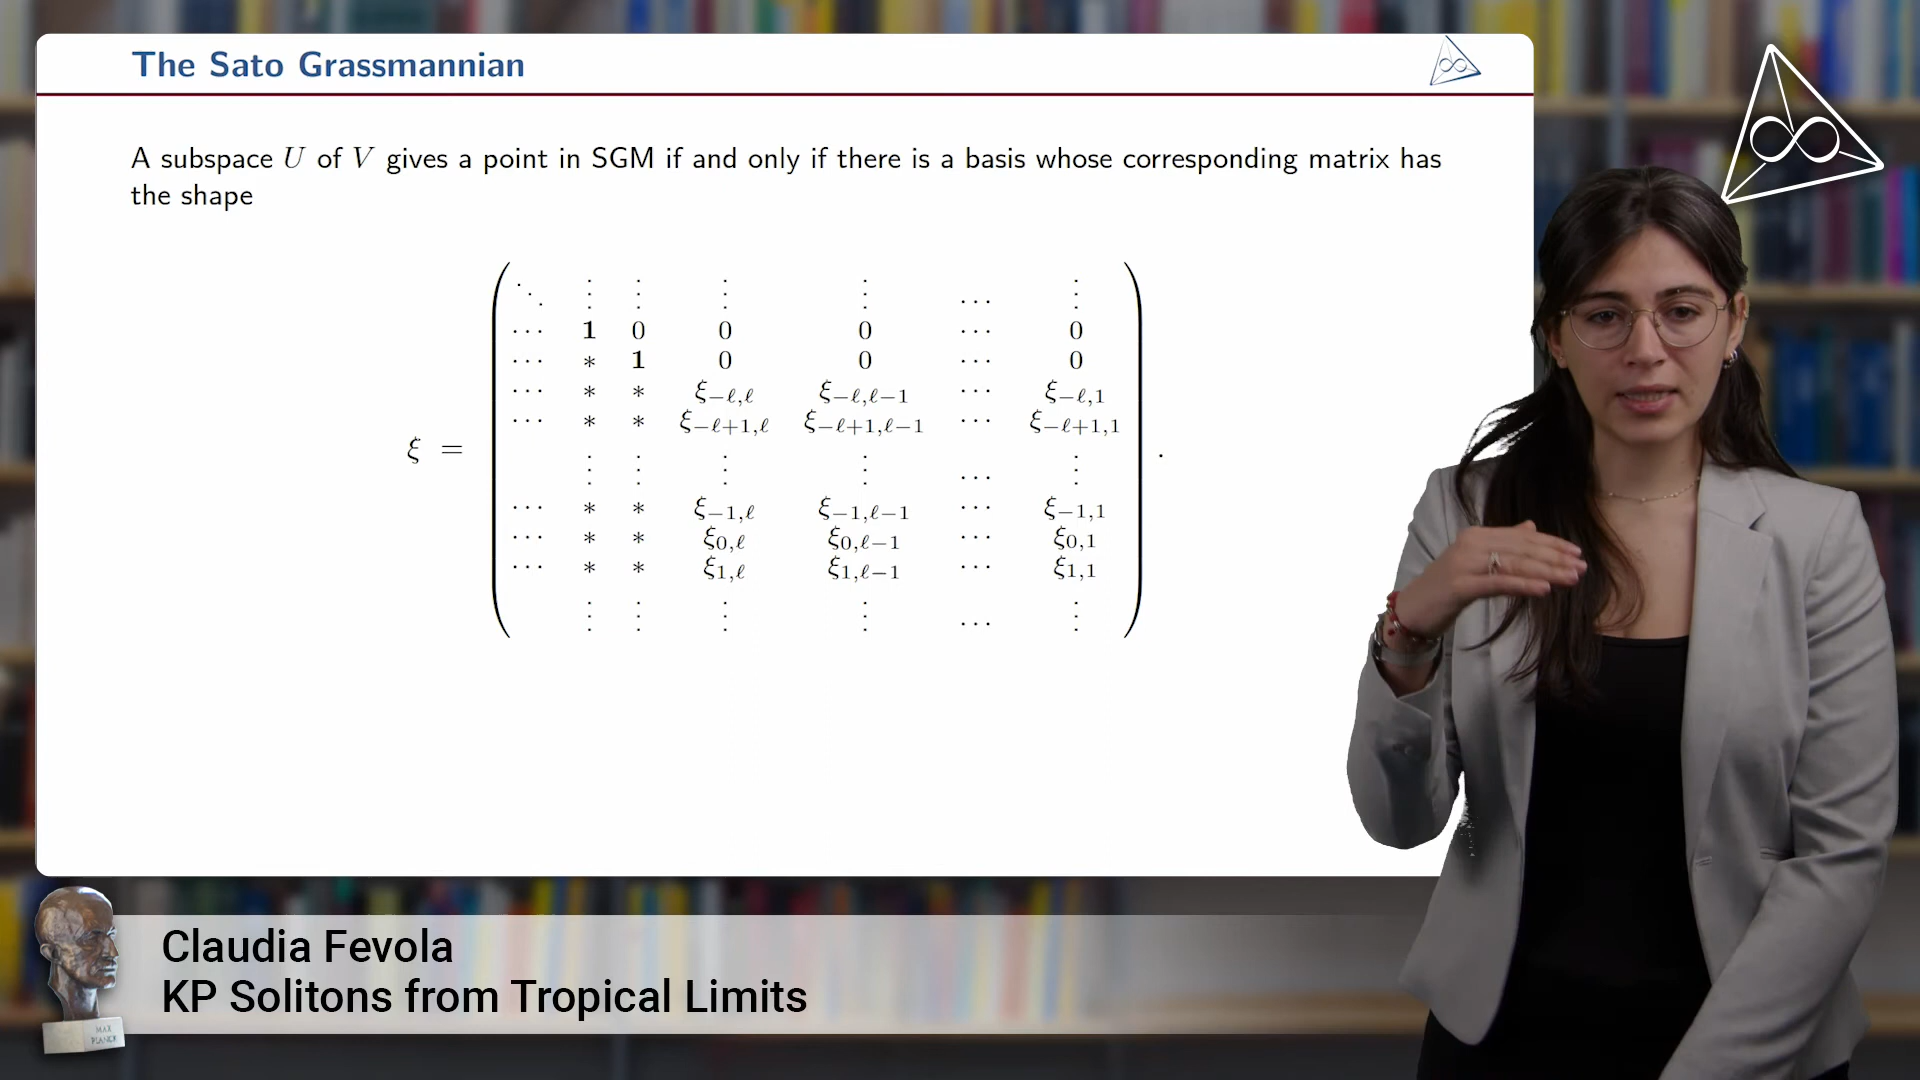 The Sato Grassmannian
A subspace U of V gives a point in SGM if and only if there is a basis whose corresponding matrix has
the shape
⋱ ⋮ ⋮ ⋮ ⋮ ⋯ ⋮
⋯ 1 0 0 0 ⋯ 0
⋯ * 1 0 0 ⋯ 0
⋯ * * ξ₋ℓ,ℓ ξ₋ℓ,ℓ₋₁ ⋯ ξ₋ℓ,₁
⋯ * * ξ₋ℓ₊₁,ℓ ξ₋ℓ₊₁,ℓ₋₁ ⋯ ξ₋ℓ₊₁,₁
ξ = ⋮ ⋮ ⋮ ⋮ ⋯ ⋮ .
⋯ * * ξ₋₁,ℓ ξ₋₁,ℓ₋₁ ⋯ ξ₋₁,₁
⋯ * * ξ₀,ℓ ξ₀,ℓ₋₁ ⋯ ξ₀,₁
⋯ * * ξ₁,ℓ ξ₁,ℓ₋₁ ⋯ ξ₁,₁
⋮ ⋮ ⋮ ⋮ ⋯ ⋮
Claudia Fevola
KP Solitons from Tropical Limits
MAX
PLANCK